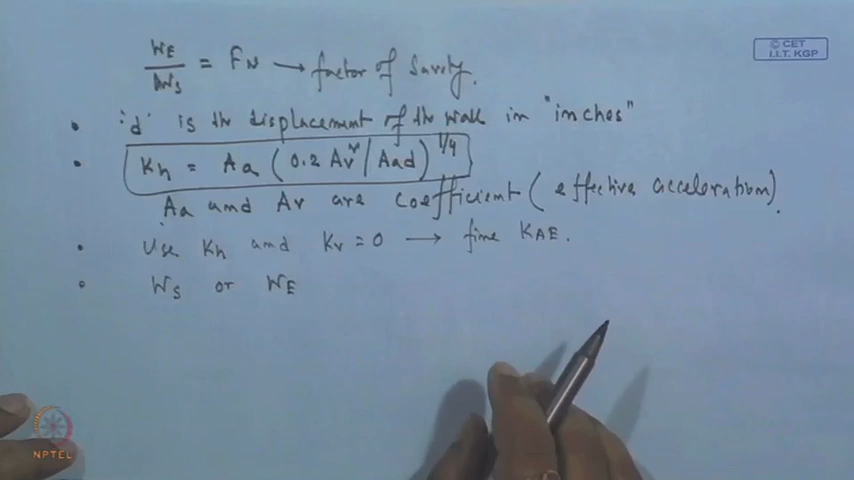 WE / WS = FN → factor of Savety.
• 'd' is the displacement of the wall in "inches"
• Kh = Aa (0.2 Av² / Aad)^1/4
Aa and Av are coefficient (effective acceleration).
• Use Kh and Kv = 0 → fine KAE.
• WS or WE
© CET
I.I.T. KGP
NPTEL